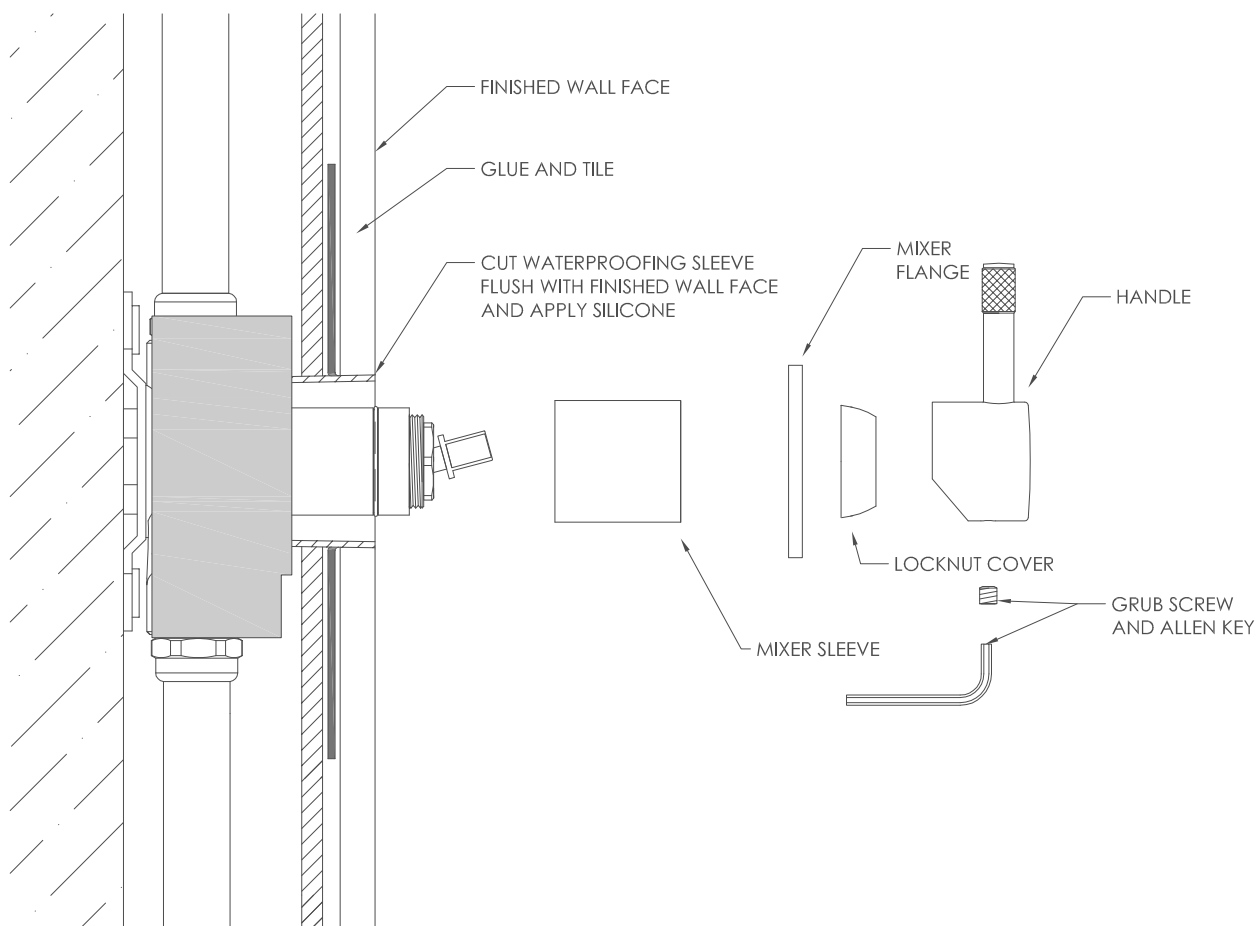 FINISHED WALL FACE
GLUE AND TILE
CUT WATERPROOFING SLEEVE
FLUSH WITH FINISHED WALL FACE
AND APPLY SILICONE
MIXER
FLANGE
HANDLE
LOCKNUT COVER
GRUB SCREW
AND ALLEN KEY
MIXER SLEEVE